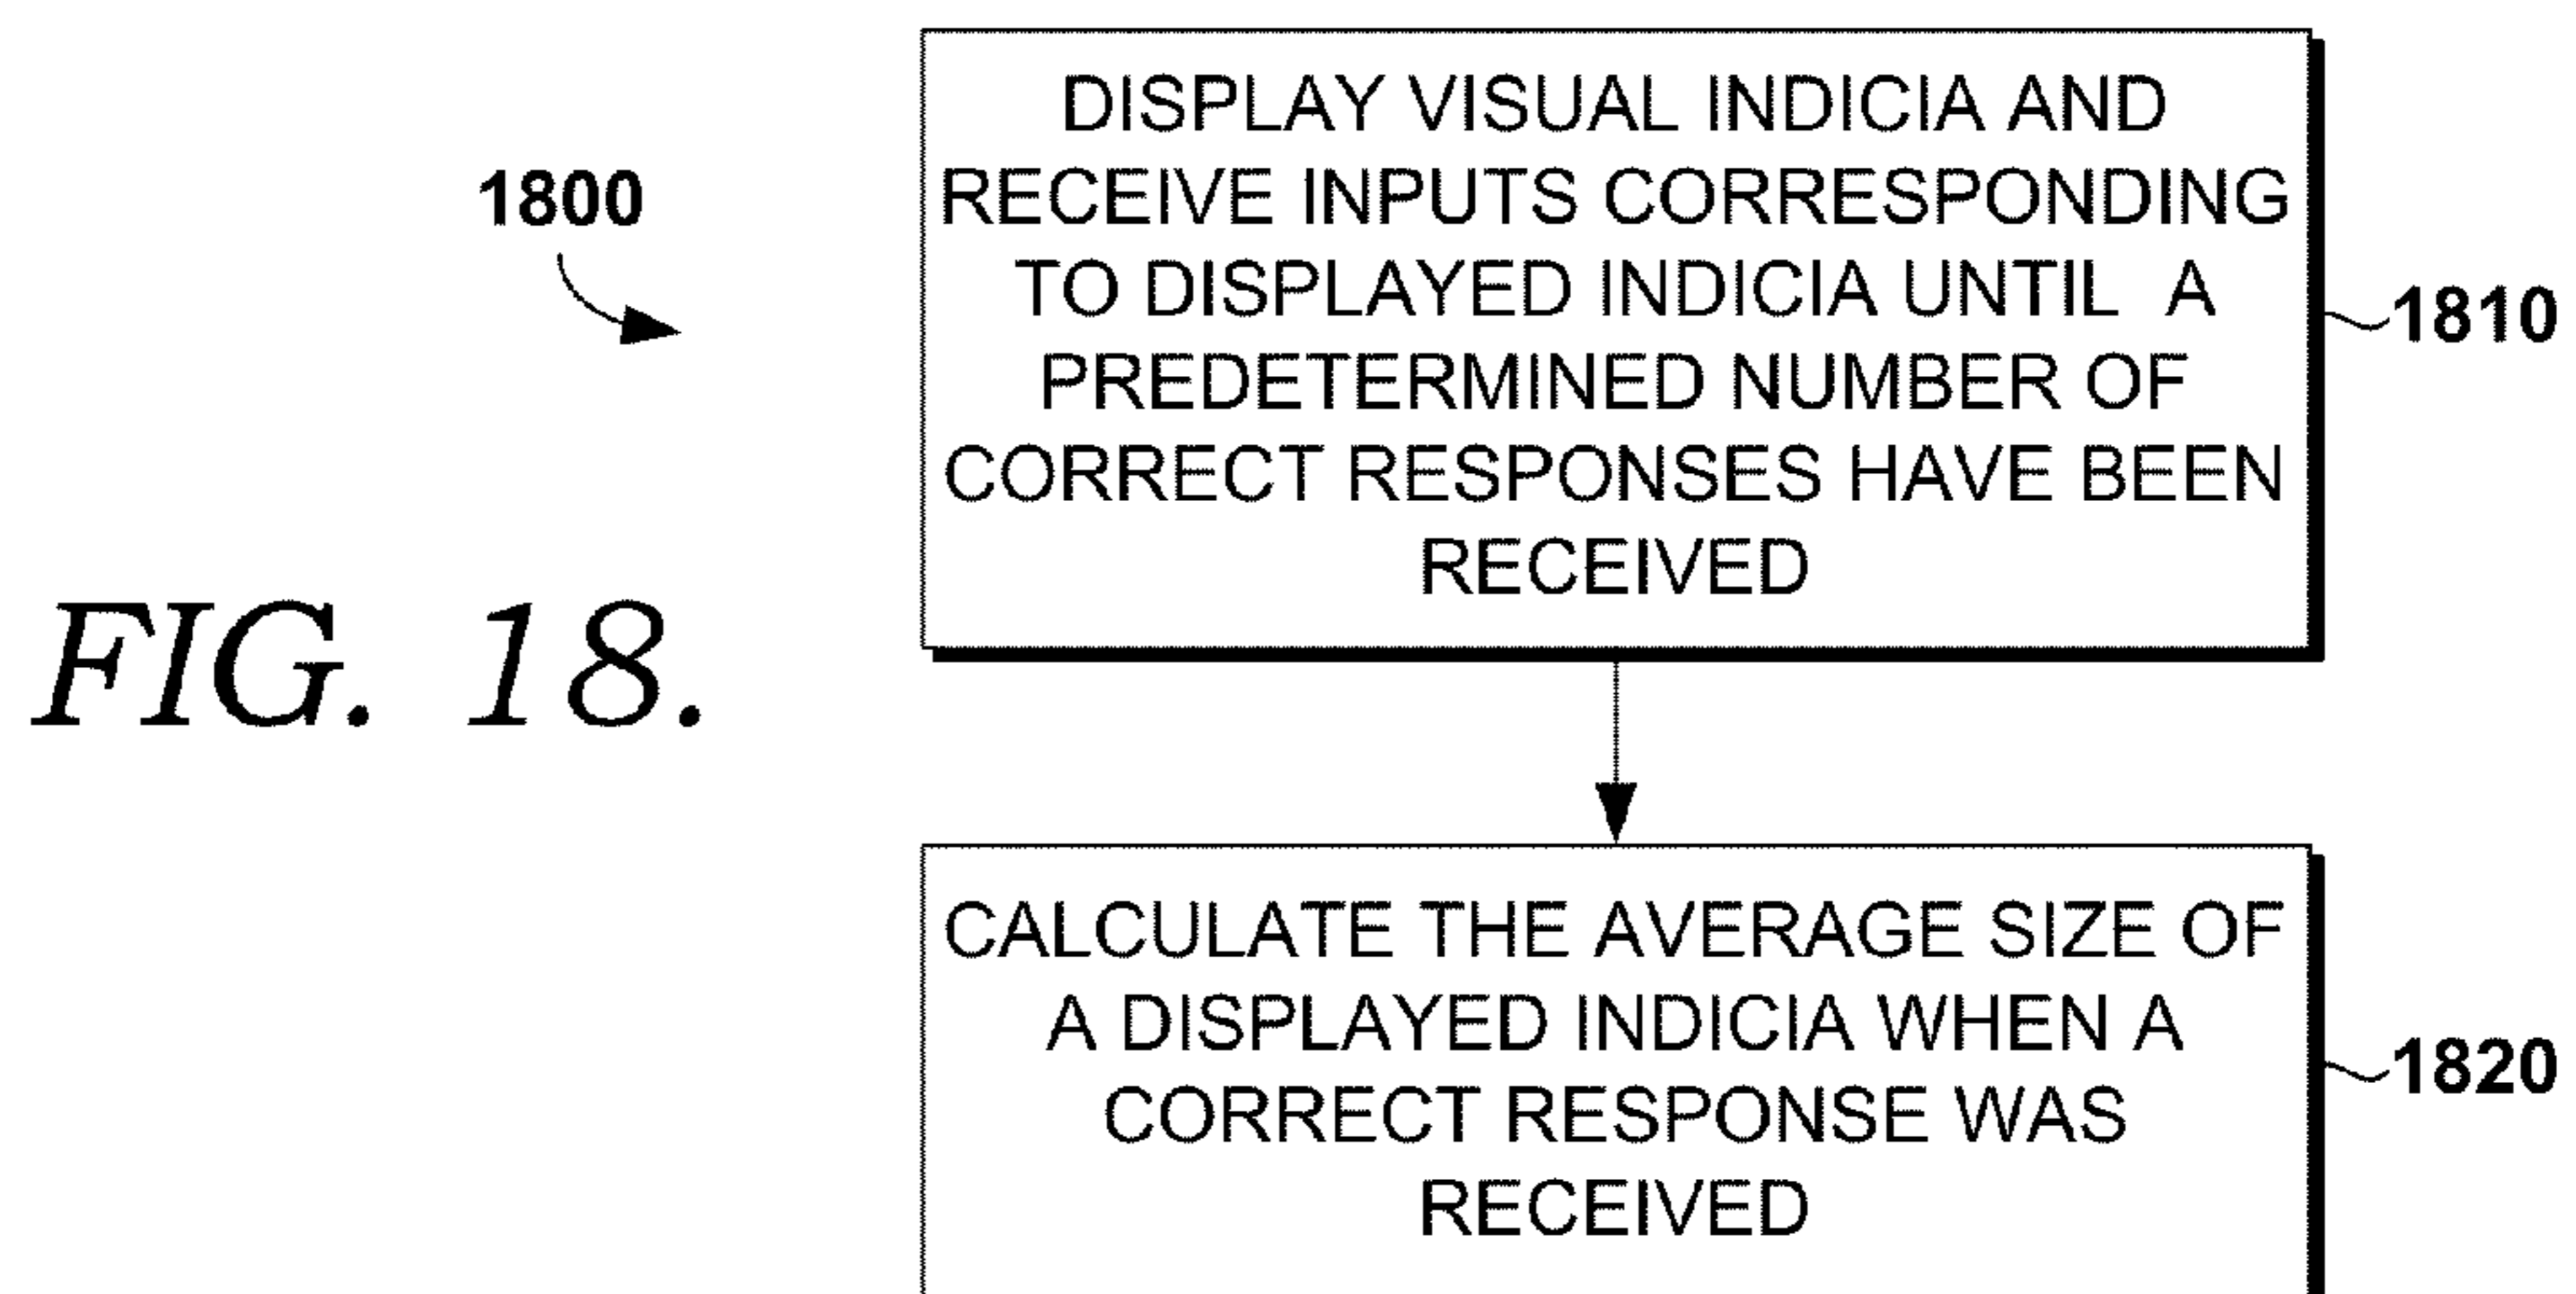 1800
DISPLAY VISUAL INDICIA AND
RECEIVE INPUTS CORRESPONDING
TO DISPLAYED INDICIA UNTIL A
PREDETERMINED NUMBER OF
CORRECT RESPONSES HAVE BEEN
RECEIVED
1810
FIG. 18.
CALCULATE THE AVERAGE SIZE OF
A DISPLAYED INDICIA WHEN A
CORRECT RESPONSE WAS
RECEIVED
1820